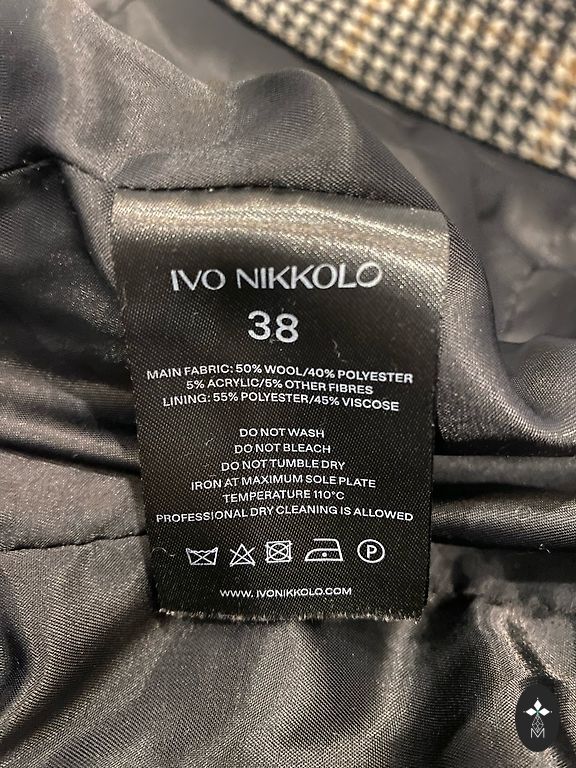 IVO NIKKOLO
38
MAIN FABRIC: 50% WOOL/40% POLYESTER
5% ACRYLIC/5% OTHER FIBRES
LINING: 55% POLYESTER/45% VISCOSE
DO NOT WASH
DO NOT BLEACH
DO NOT TUMBLE DRY
IRON AT MAXIMUM SOLE PLATE
TEMPERATURE 110°C
PROFESSIONAL DRY CLEANING IS ALLOWED
P
WWW.IVONIKKOLO.COM
M